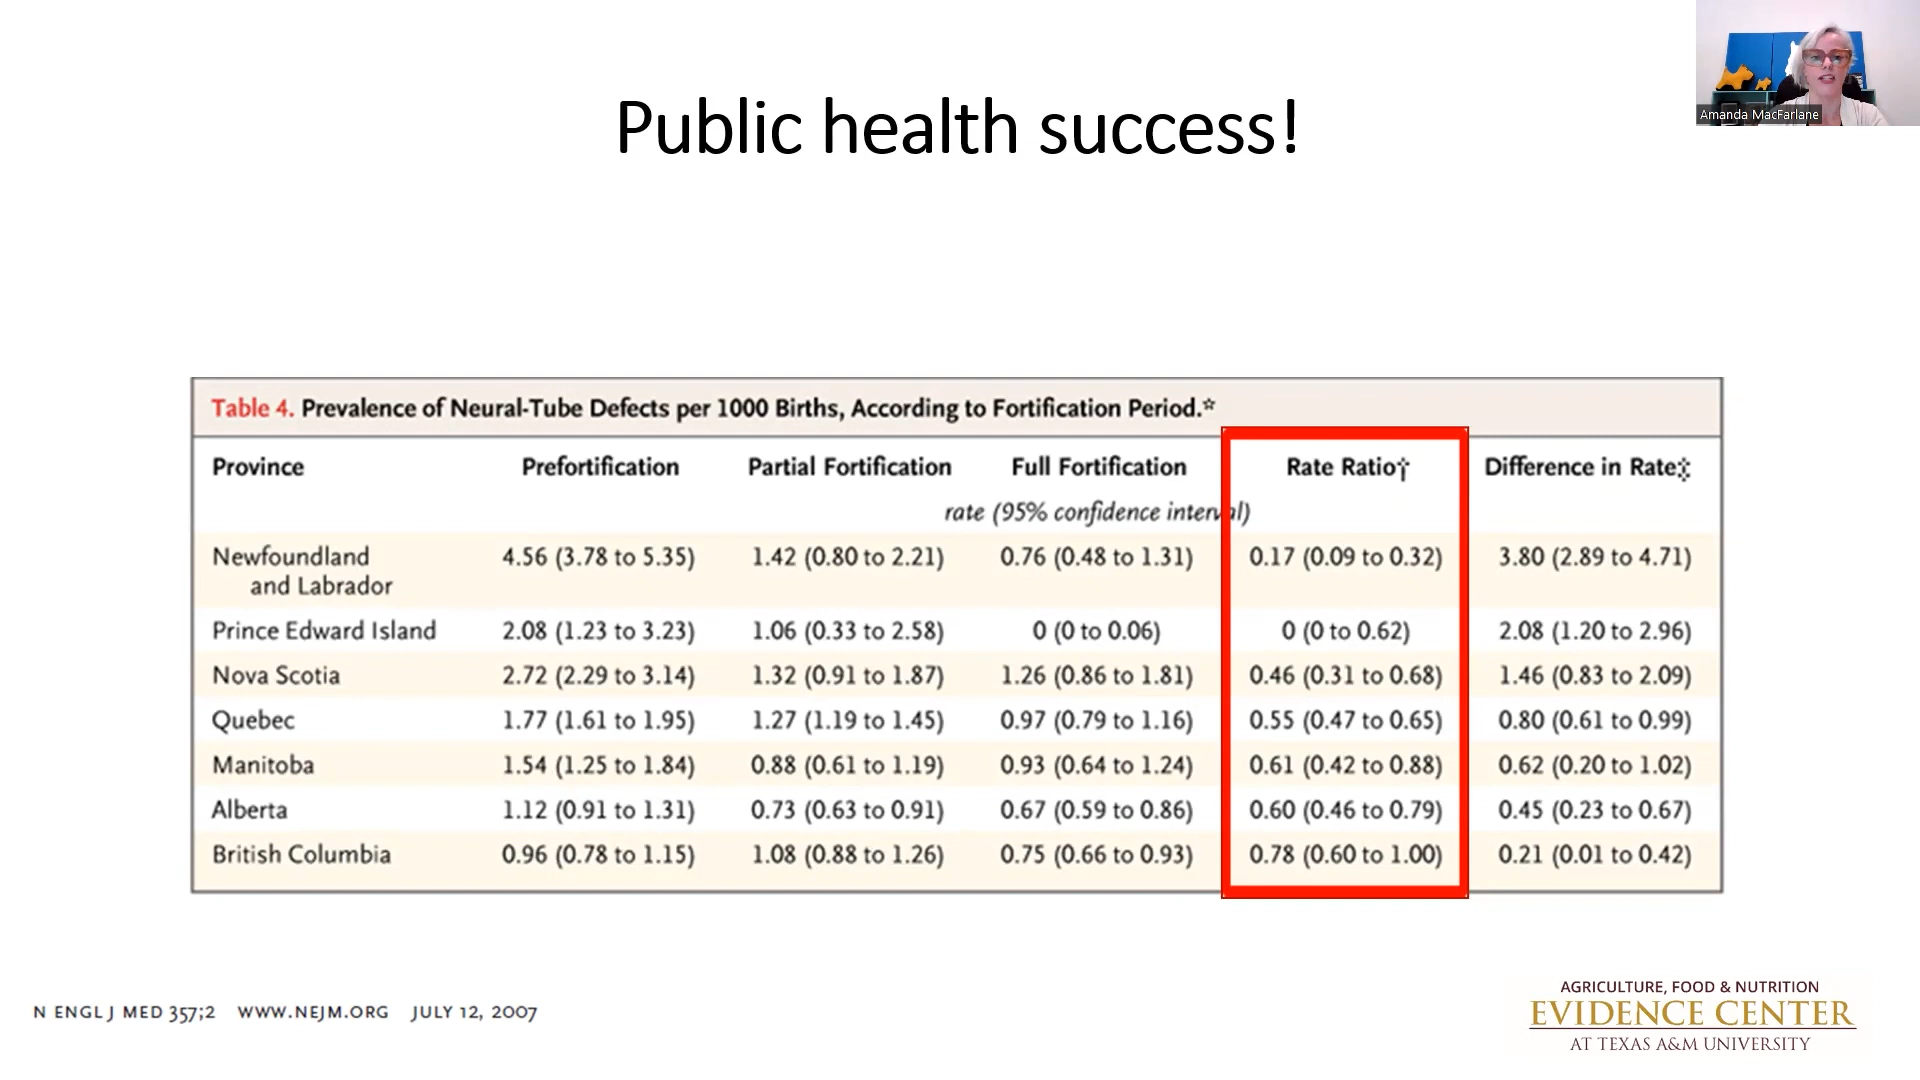 Public health success!
Amanda MacFarlane
Table 4. Prevalence of Neural-Tube Defects per 1000 Births, According to Fortification Period.*
Province Prefortification Partial Fortification Full Fortification Rate Ratio† Difference in Rate‡
rate (95% confidence interval)
Newfoundland and Labrador 4.56 (3.78 to 5.35) 1.42 (0.80 to 2.21) 0.76 (0.48 to 1.31) 0.17 (0.09 to 0.32) 3.80 (2.89 to 4.71)
Prince Edward Island 2.08 (1.23 to 3.23) 1.06 (0.33 to 2.58) 0 (0 to 0.06) 0 (0 to 0.62) 2.08 (1.20 to 2.96)
Nova Scotia 2.72 (2.29 to 3.14) 1.32 (0.91 to 1.87) 1.26 (0.86 to 1.81) 0.46 (0.31 to 0.68) 1.46 (0.83 to 2.09)
Quebec 1.77 (1.61 to 1.95) 1.27 (1.19 to 1.45) 0.97 (0.79 to 1.16) 0.55 (0.47 to 0.65) 0.80 (0.61 to 0.99)
Manitoba 1.54 (1.25 to 1.84) 0.88 (0.61 to 1.19) 0.93 (0.64 to 1.24) 0.61 (0.42 to 0.88) 0.62 (0.20 to 1.02)
Alberta 1.12 (0.91 to 1.31) 0.73 (0.63 to 0.91) 0.67 (0.59 to 0.86) 0.60 (0.46 to 0.79) 0.45 (0.23 to 0.67)
British Columbia 0.96 (0.78 to 1.15) 1.08 (0.88 to 1.26) 0.75 (0.66 to 0.93) 0.78 (0.60 to 1.00) 0.21 (0.01 to 0.42)
N ENGL J MED 357;2 WWW.NEJM.ORG JULY 12, 2007
AGRICULTURE, FOOD & NUTRITION
EVIDENCE CENTER
AT TEXAS A&M UNIVERSITY